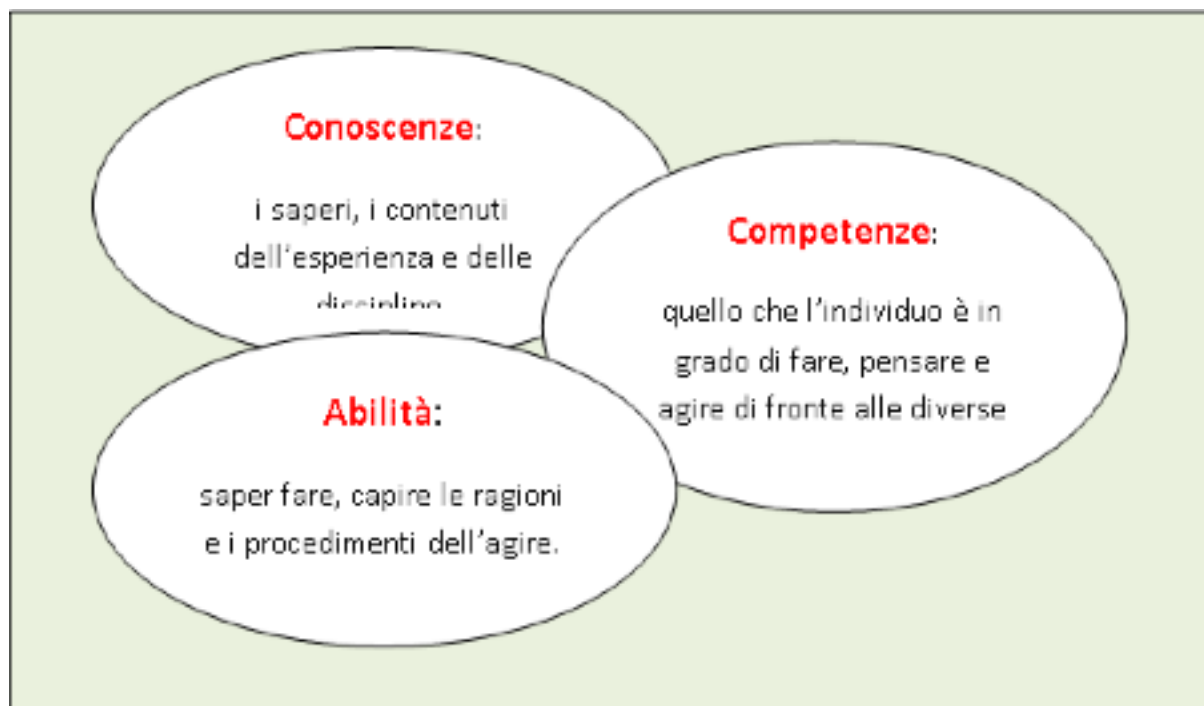 Conoscenze:
i saperi, i contenuti
dell'esperienza e delle
Competenze:
quello che l'individuo è in
grado di fare, pensare e
agire di fronte alle diverse
Abilità:
saper fare, capire le ragioni
e i procedimenti dell'agire.